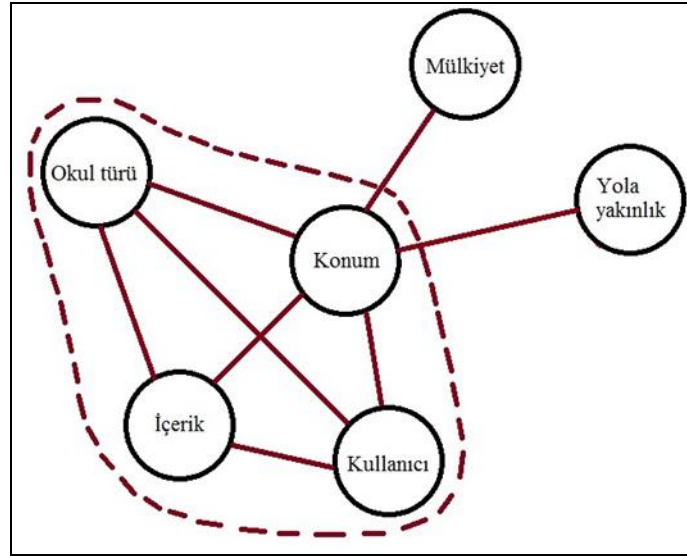 Mülkiyet
Okul türü
Yola
yakınlık
Konum
İçerik
Kullanıcı